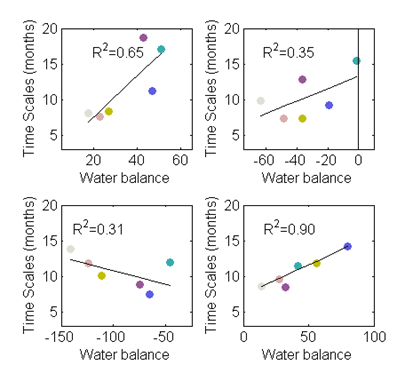 20
15
10
5
Time Scales (months)
R²=0.65
20 40 60
Water balance
20
15
10
5
Time Scales (months)
R²=0.35
-60 -40 -20 0
Water balance
20
15
10
5
Time Scales (months)
R²=0.31
-150 -100 -50
Water balance
20
15
10
5
Time Scales (months)
R²=0.90
0 50 100
Water balance